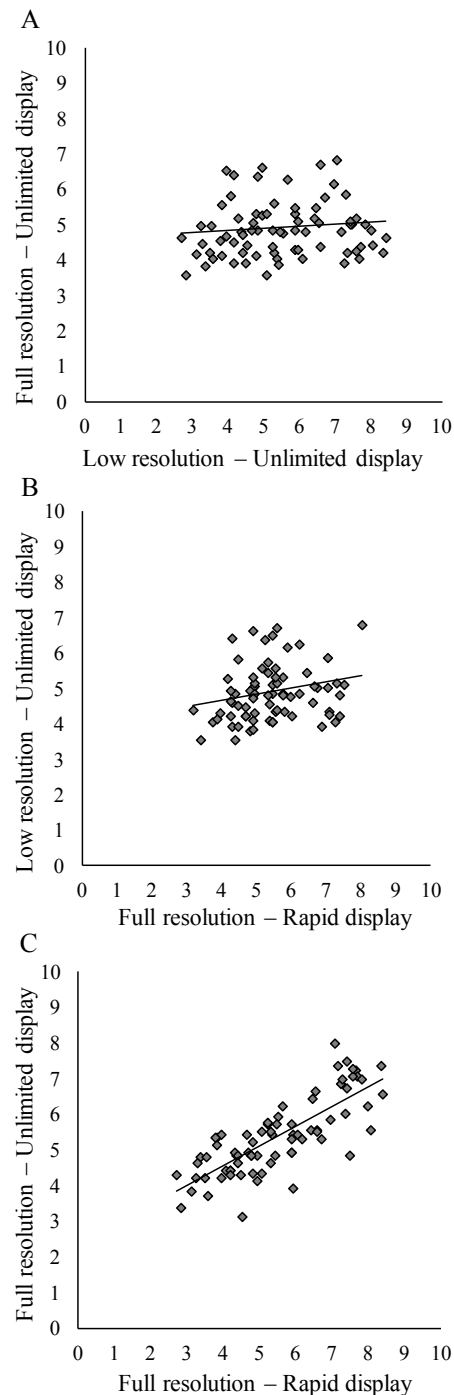 A
Full resolution – Unlimited display
10
9
8
7
6
5
4
3
2
1
0
0 1 2 3 4 5 6 7 8 9 10
Low resolution – Unlimited display
B
Low resolution – Unlimited display
10
9
8
7
6
5
4
3
2
1
0
0 1 2 3 4 5 6 7 8 9 10
Full resolution – Rapid display
C
Full resolution – Unlimited display
10
9
8
7
6
5
4
3
2
1
0
0 1 2 3 4 5 6 7 8 9 10
Full resolution – Rapid display